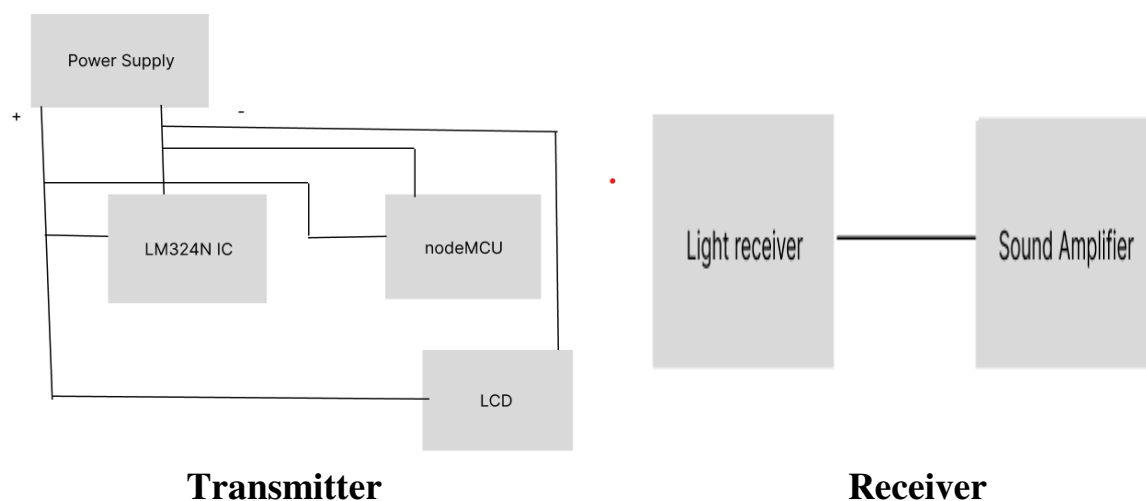 Power Supply
+
-
LM324N IC
nodeMCU
LCD
Light receiver
Sound Amplifier
Transmitter
Receiver